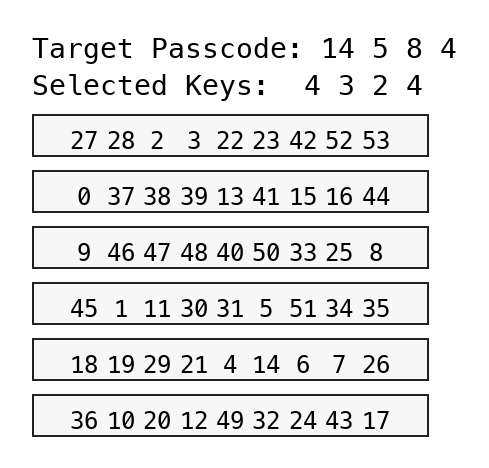 Target Passcode: 14 5 8 4
Selected Keys: 4 3 2 4
27 28 2 3 22 23 42 52 53
0 37 38 39 13 41 15 16 44
9 46 47 48 40 50 33 25 8
45 1 11 30 31 5 51 34 35
18 19 29 21 4 14 6 7 26
36 10 20 12 49 32 24 43 17